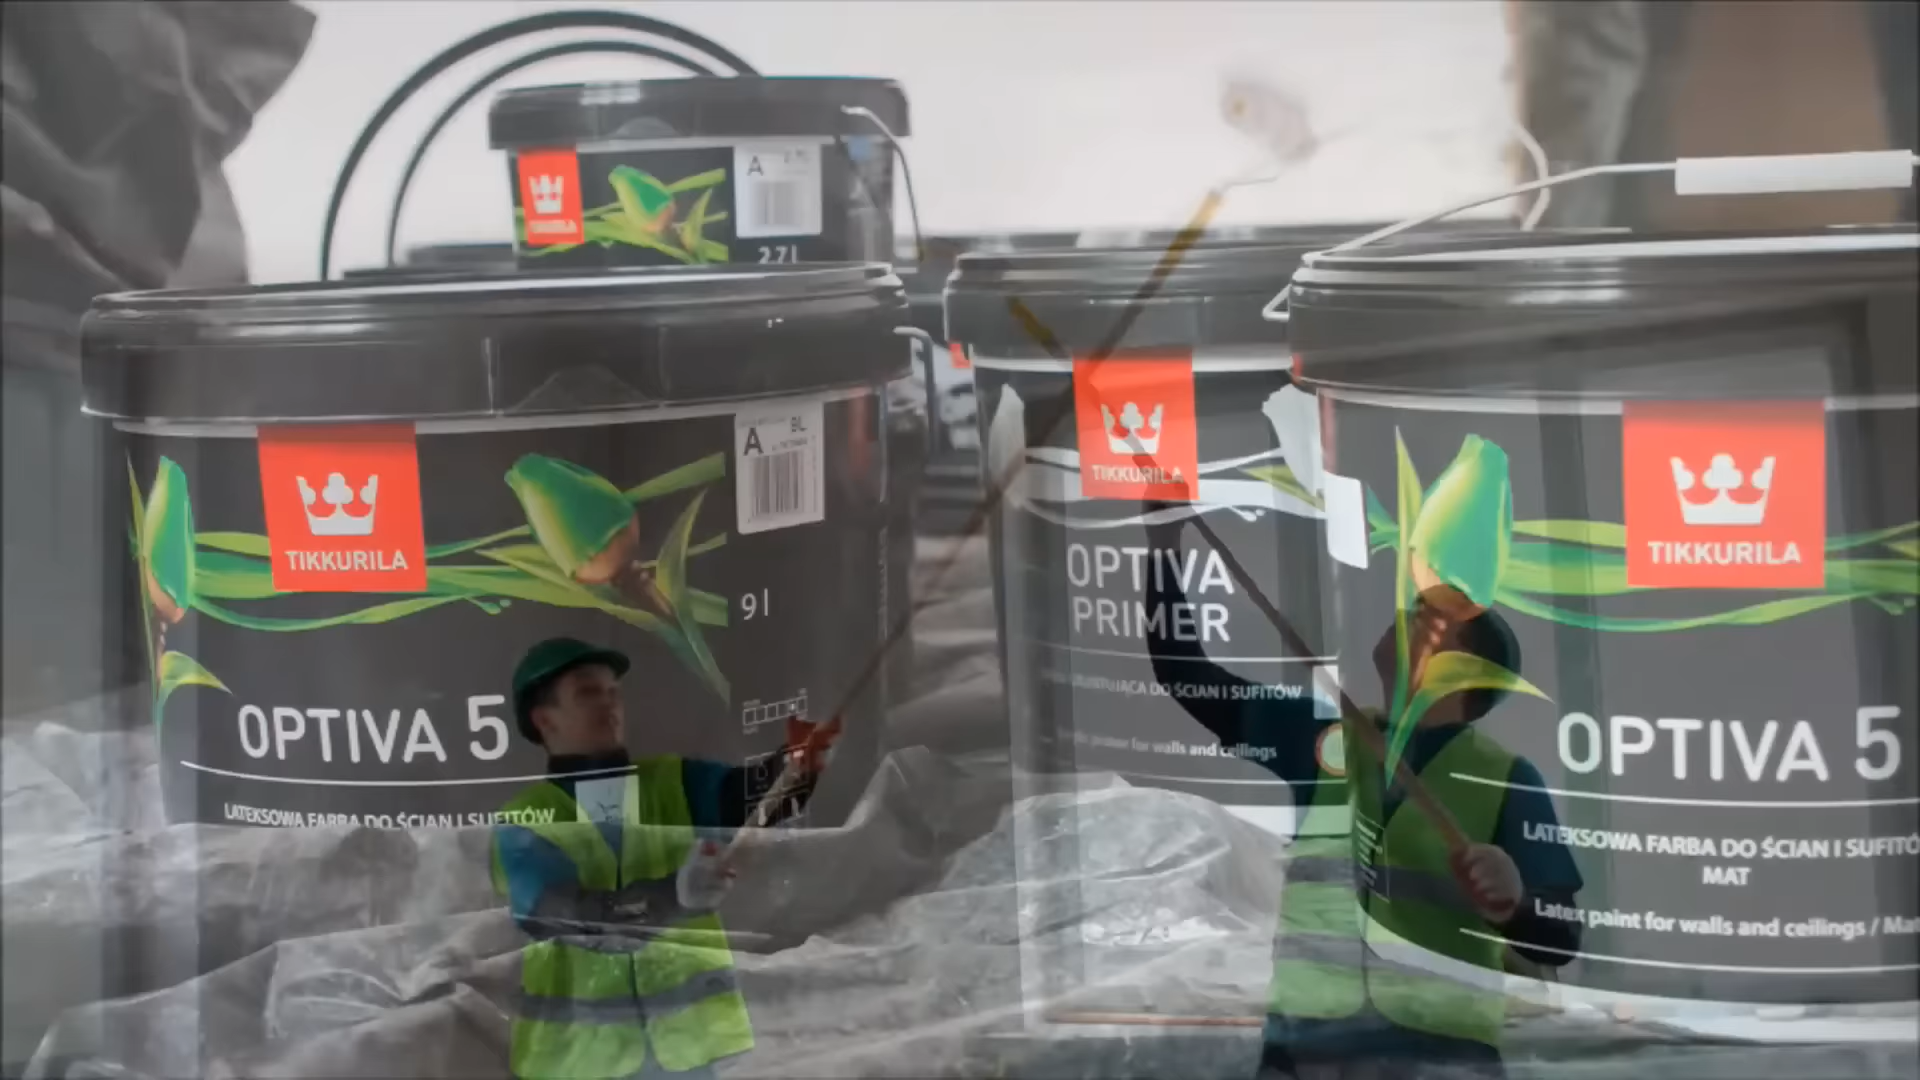 TIKKURILA
A
2.7 l
A
BL
TIKKURILA
9 l
OPTIVA 5
LATEKSOWA FARBA DO ŚCIAN I SUFITÓW
TIKKURILA
OPTIVA
PRIMER
DO ŚCIAN I SUFITÓW
primer for walls and ceilings
TIKKURILA
OPTIVA 5
LATEKSOWA FARBA DO ŚCIAN I SUFITÓ
MAT
Latex paint for walls and ceilings / Mat